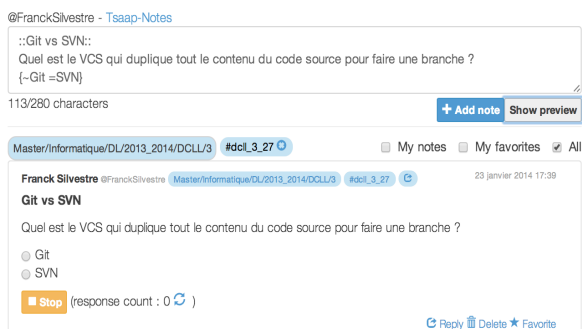 @FranckSilvestre - Tsaap-Notes
::Git vs SVN::
Quel est le VCS qui duplique tout le contenu du code source pour faire une branche ?
{~Git =SVN}
113/280 characters
+ Add note Show preview
Master/Informatique/DL/2013_2014/DCLL/3 #dcll_3_27 My notes My favorites All
Franck Silvestre @FranckSilvestre Master/Informatique/DL/2013_2014/DCLL/3 #dcll_3_27 23 janvier 2014 17:39
Git vs SVN
Quel est le VCS qui duplique tout le contenu du code source pour faire une branche ?
Git
SVN
Stop (response count : 0 )
Reply Delete Favorite